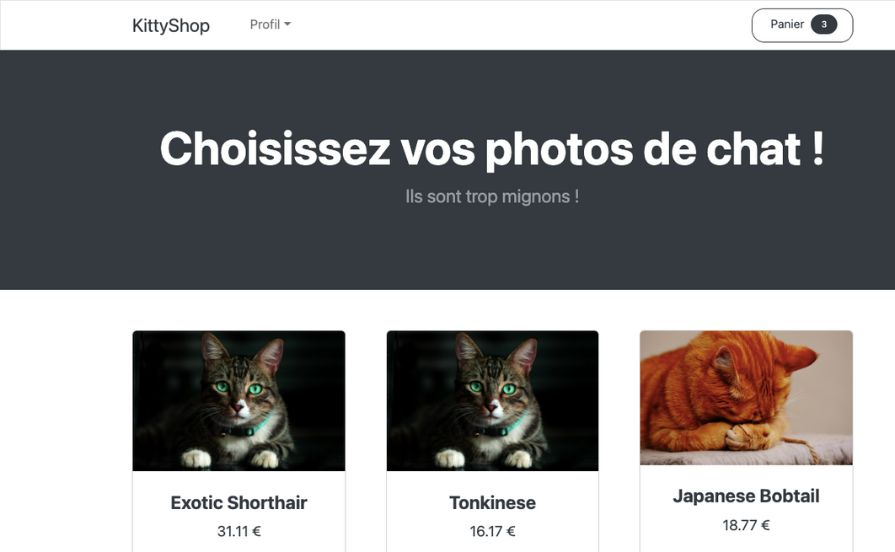 KittyShop Profil Panier 3
Choisissez vos photos de chat !
Ils sont trop mignons !
Exotic Shorthair
31.11 €
Tonkinese
16.17 €
Japanese Bobtail
18.77 €